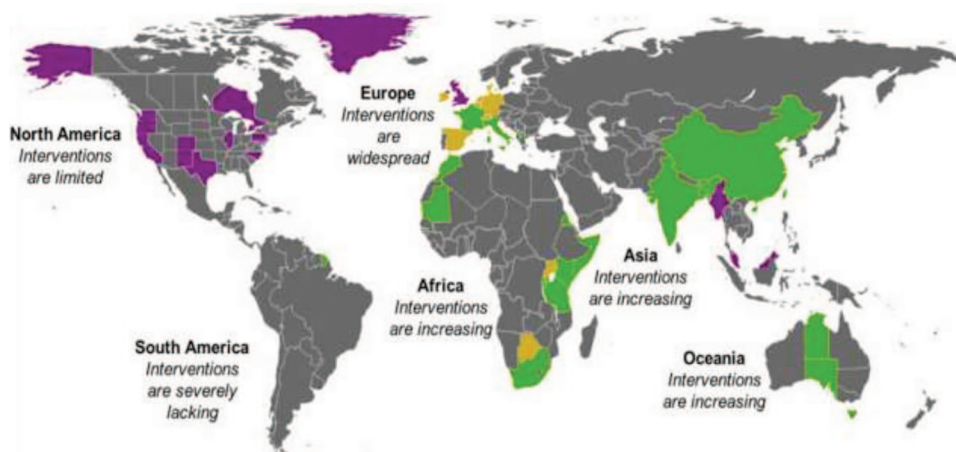 North America
Interventions
are limited
Europe
Interventions
are
widespread
South America
Interventions
are severely
lacking
Africa
Interventions
are increasing
Asia
Interventions
are increasing
Oceania
Interventions
are increasing